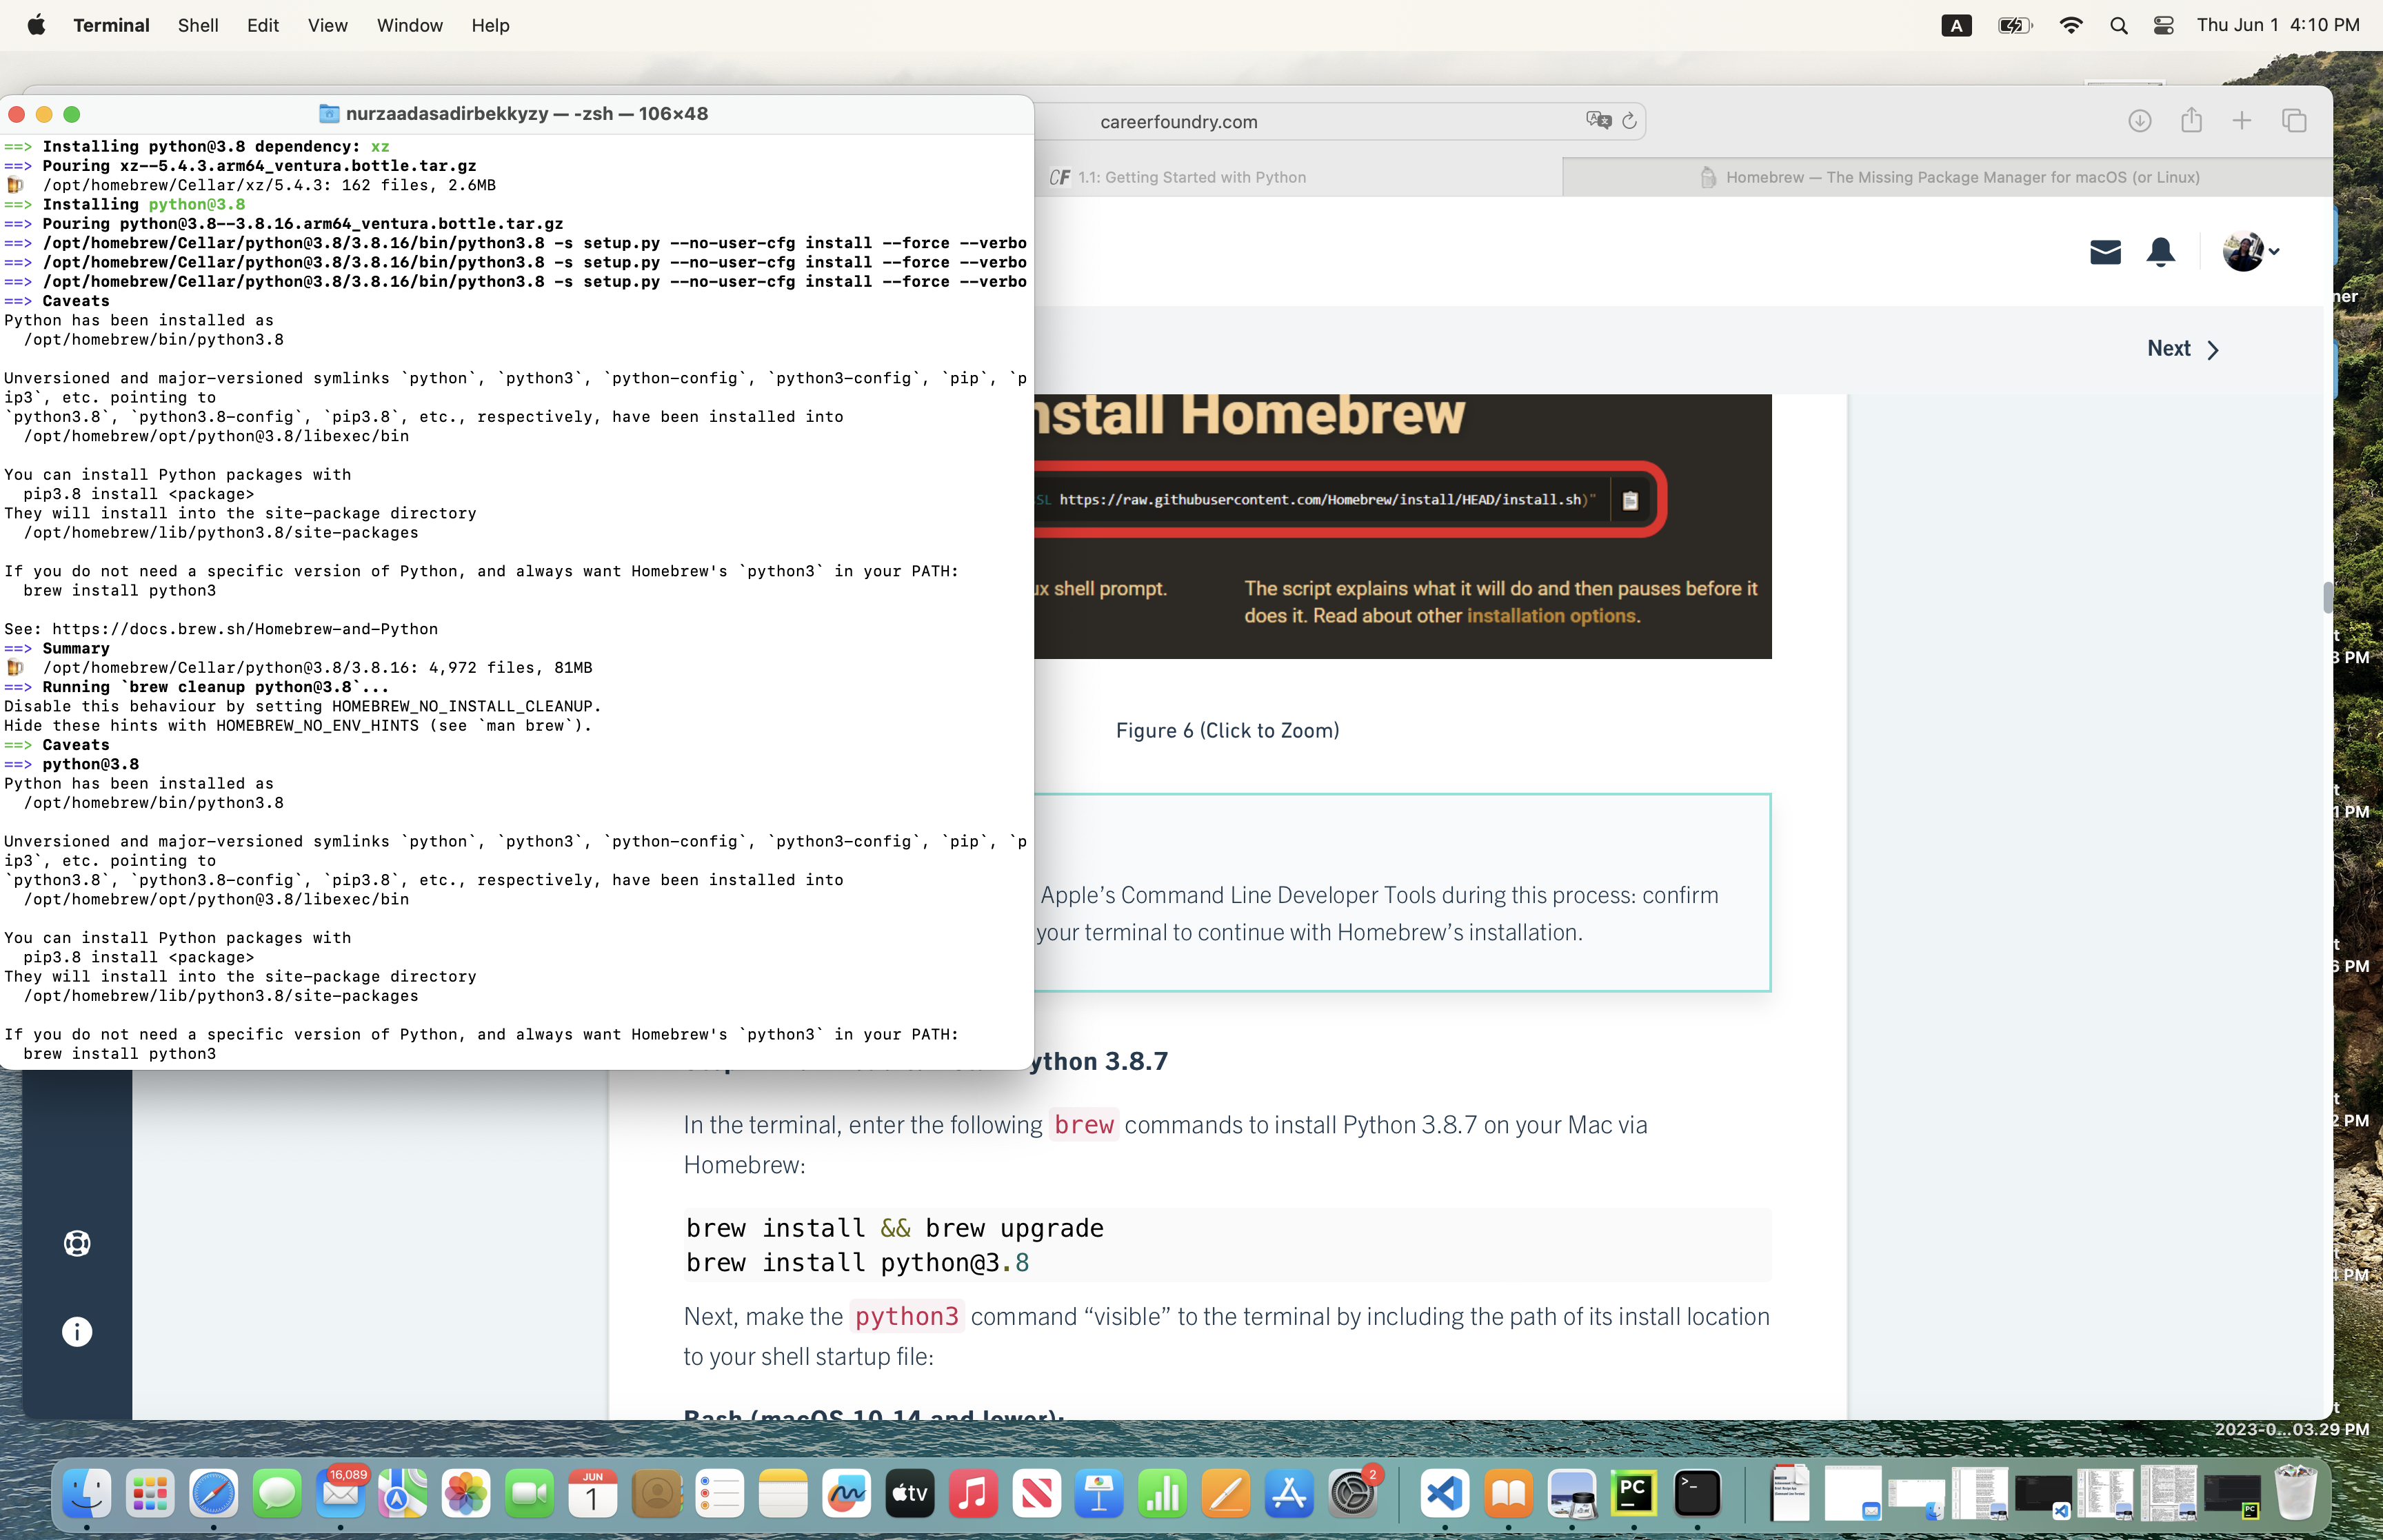 Terminal Shell Edit View Window Help
A Thu Jun 1 4:10 PM
nurzaadasadirbekkyzy — -zsh — 106×48
==> Installing python@3.8 dependency: xz
==> Pouring xz--5.4.3.arm64_ventura.bottle.tar.gz
🍺 /opt/homebrew/Cellar/xz/5.4.3: 162 files, 2.6MB
==> Installing python@3.8
==> Pouring python@3.8--3.8.16.arm64_ventura.bottle.tar.gz
==> /opt/homebrew/Cellar/python@3.8/3.8.16/bin/python3.8 -s setup.py --no-user-cfg install --force --verbo
==> /opt/homebrew/Cellar/python@3.8/3.8.16/bin/python3.8 -s setup.py --no-user-cfg install --force --verbo
==> /opt/homebrew/Cellar/python@3.8/3.8.16/bin/python3.8 -s setup.py --no-user-cfg install --force --verbo
==> Caveats
Python has been installed as
/opt/homebrew/bin/python3.8
Unversioned and major-versioned symlinks `python`, `python3`, `python-config`, `python3-config`, `pip`, `p
ip3`, etc. pointing to
`python3.8`, `python3.8-config`, `pip3.8`, etc., respectively, have been installed into
/opt/homebrew/opt/python@3.8/libexec/bin
You can install Python packages with
pip3.8 install <package>
They will install into the site-package directory
/opt/homebrew/lib/python3.8/site-packages
If you do not need a specific version of Python, and always want Homebrew's `python3` in your PATH:
brew install python3
See: https://docs.brew.sh/Homebrew-and-Python
==> Summary
🍺 /opt/homebrew/Cellar/python@3.8/3.8.16: 4,972 files, 81MB
==> Running `brew cleanup python@3.8`...
Disable this behaviour by setting HOMEBREW_NO_INSTALL_CLEANUP.
Hide these hints with HOMEBREW_NO_ENV_HINTS (see `man brew`).
==> Caveats
==> python@3.8
Python has been installed as
/opt/homebrew/bin/python3.8
Unversioned and major-versioned symlinks `python`, `python3`, `python-config`, `python3-config`, `pip`, `p
ip3`, etc. pointing to
`python3.8`, `python3.8-config`, `pip3.8`, etc., respectively, have been installed into
/opt/homebrew/opt/python@3.8/libexec/bin
You can install Python packages with
pip3.8 install <package>
They will install into the site-package directory
/opt/homebrew/lib/python3.8/site-packages
If you do not need a specific version of Python, and always want Homebrew's `python3` in your PATH:
brew install python3
careerfoundry.com
CF 1.1: Getting Started with Python
Homebrew — The Missing Package Manager for macOS (or Linux)
Next
nstall Homebrew
SL https://raw.githubusercontent.com/Homebrew/install/HEAD/install.sh)"
ux shell prompt.
The script explains what it will do and then pauses before it
does it. Read about other installation options.
Figure 6 (Click to Zoom)
Apple’s Command Line Developer Tools during this process: confirm
your terminal to continue with Homebrew’s installation.
ython 3.8.7
In the terminal, enter the following brew commands to install Python 3.8.7 on your Mac via
Homebrew:
brew install && brew upgrade
brew install python@3.8
Next, make the python3 command “visible” to the terminal by including the path of its install location
to your shell startup file:
Bash (macOS 10.14 and lower):
ner
t
3 PM
t
1 PM
t
6 PM
t
2 PM
t
4 PM
t
2023-0...03.29 PM
16,089
JUN
1
tv
2
PC
>_
PC